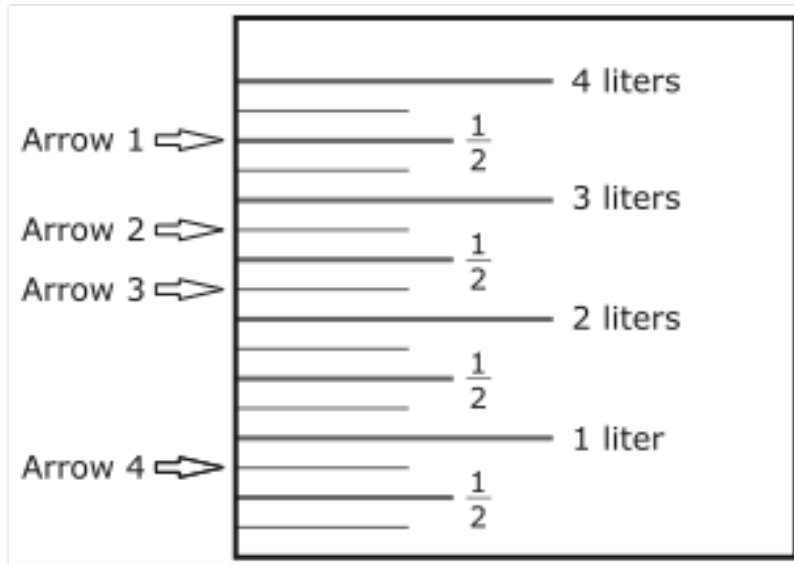 4 liters
Arrow 1
1/2
3 liters
Arrow 2
1/2
Arrow 3
2 liters
1/2
1 liter
Arrow 4
1/2